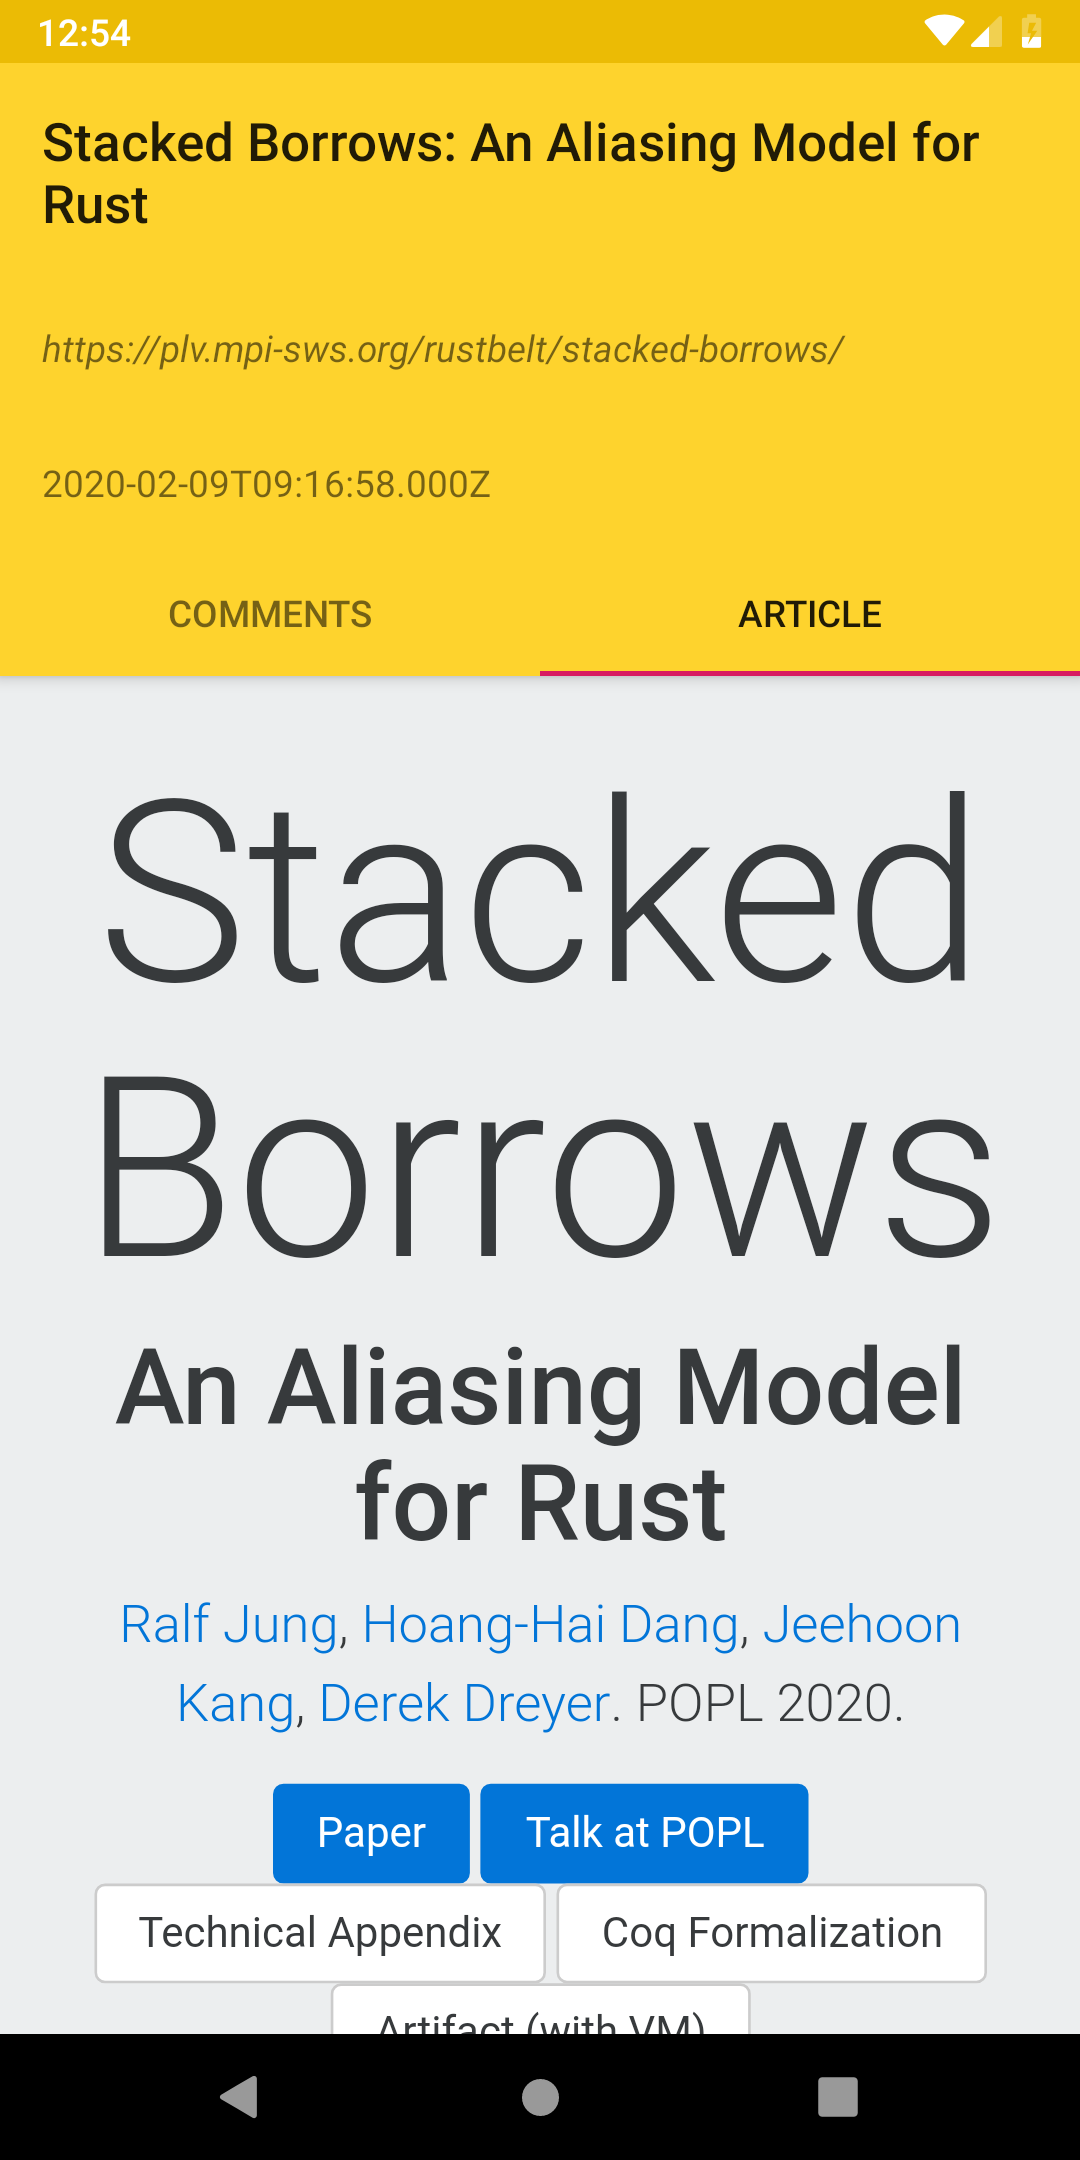 12:54
Stacked Borrows: An Aliasing Model for
Rust
https://plv.mpi-sws.org/rustbelt/stacked-borrows/
2020-02-09T09:16:58.000Z
COMMENTS ARTICLE
Stacked
Borrows
An Aliasing Model
for Rust
Ralf Jung, Hoang-Hai Dang, Jeehoon
Kang, Derek Dreyer. POPL 2020.
Paper Talk at POPL
Technical Appendix Coq Formalization
Artifact (with VM)